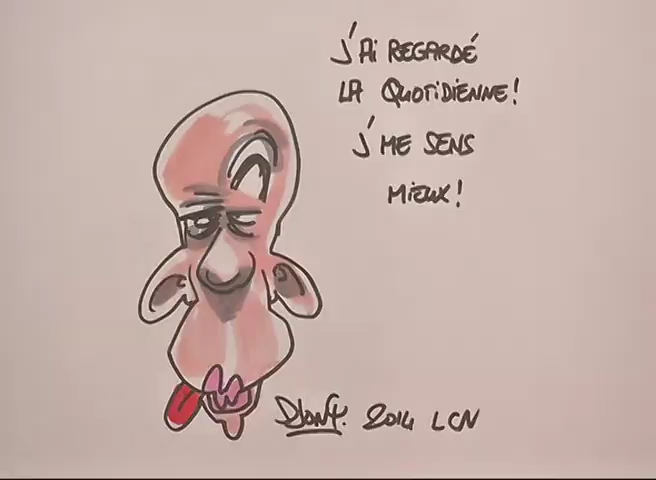 J'AI REGARDÉ
LA QUOTIDIENNE!
J'ME SENS
MIEUX!
2014 LCN